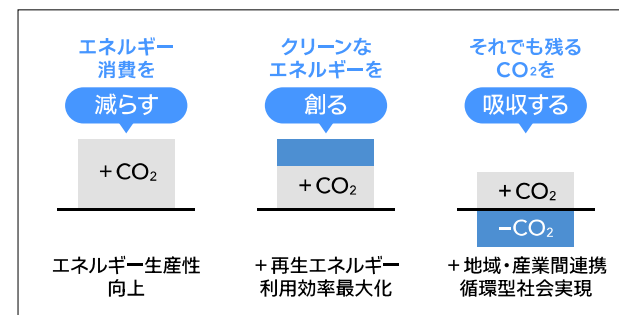 エネルギー
消費を
減らす
+CO₂
エネルギー生産性
向上
クリーンな
エネルギーを
創る
+CO₂
+再生エネルギー
利用効率最大化
それでも残る
CO₂を
吸収する
+CO₂
−CO₂
+地域・産業間連携
循環型社会実現